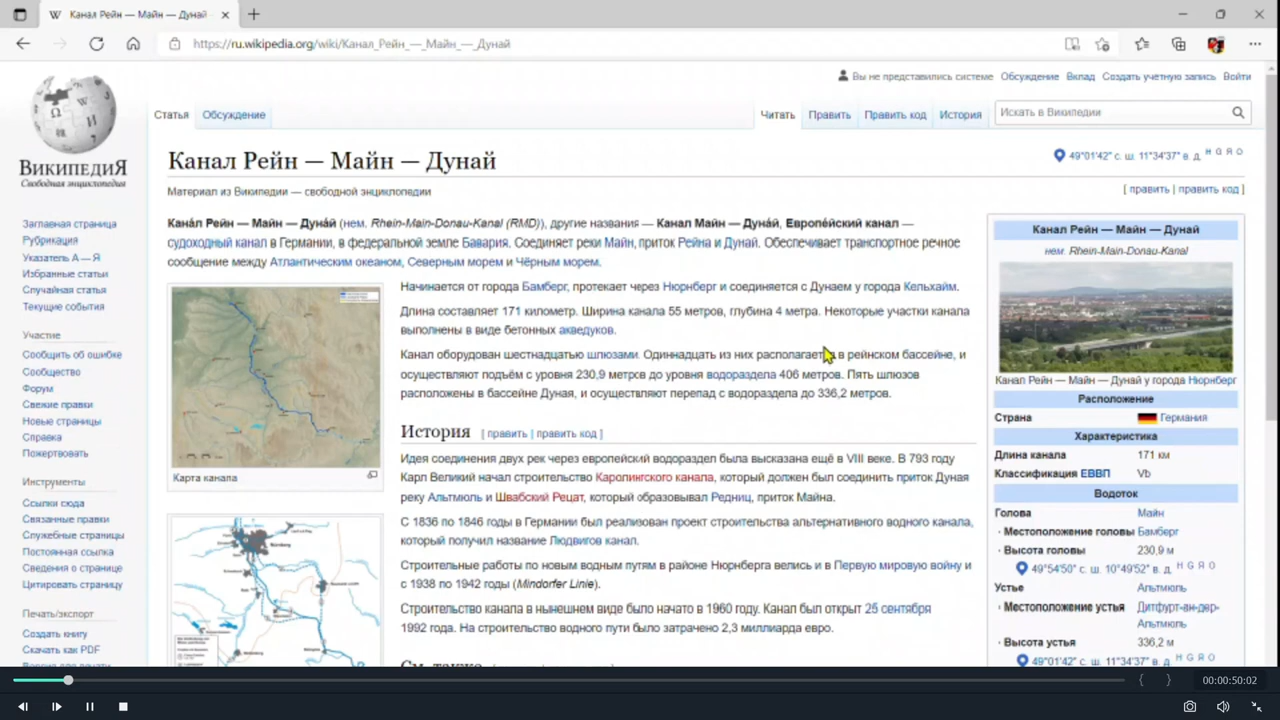 Канал Рейн — Майн — Дунай
https://ru.wikipedia.org/wiki/Канал_Рейн_—_Майн_—_Дунай
Вы не представились системе Обсуждение Вклад Создать учётную запись Войти
Статья Обсуждение Читать Править Править код История Искать в Википедии
ВИКИПЕДИЯ
Свободная энциклопедия
Канал Рейн — Майн — Дунай
49°01′42″ с. ш. 11°34′37″ в. д. H G Я O
Материал из Википедии — свободной энциклопедии
[ править | править код ]
Кана́л Рейн — Майн — Дуна́й (нем. Rhein-Main-Donau-Kanal (RMD)), другие названия — Канал Майн — Дуна́й, Европе́йский канал —
судоходный канал в Германии, в федеральной земле Бавария. Соединяет реки Майн, приток Рейна и Дунай. Обеспечивает транспортное речное
сообщение между Атлантическим океаном, Северным морем и Чёрным морем.
Начинается от города Бамберг, протекает через Нюрнберг и соединяется с Дунаем у города Кельхайм.
Длина составляет 171 километр. Ширина канала 55 метров, глубина 4 метра. Некоторые участки канала
выполнены в виде бетонных акведуков.
Канал оборудован шестнадцатью шлюзами. Одиннадцать из них располагается в рейнском бассейне, и
осуществляют подъём с уровня 230,9 метров до уровня водораздела 406 метров. Пять шлюзов
расположены в бассейне Дуная, и осуществляют перепад с водораздела до 336,2 метров.
Карта канала
История [ править | править код ]
Идея соединения двух рек через европейский водораздел была высказана ещё в VIII веке. В 793 году
Карл Великий начал строительство Каролингского канала, который должен был соединить приток Дуная
реку Альтмюль и Швабский Рецат, который образовывал Редниц, приток Майна.
С 1836 по 1846 годы в Германии был реализован проект строительства альтернативного водного канала,
который получил название Людвигов канал.
Строительные работы по новым водным путям в районе Нюрнберга велись и в Первую мировую войну и
с 1938 по 1942 годы (Mindorfer Linie).
Строительство канала в нынешнем виде было начато в 1960 году. Канал был открыт 25 сентября
1992 года. На строительство водного пути было затрачено 2,3 миллиарда евро.
См. также
Заглавная страница
Рубрикация
Указатель А — Я
Избранные статьи
Случайная статья
Текущие события
Участие
Сообщить об ошибке
Сообщество
Форум
Свежие правки
Новые страницы
Справка
Пожертвовать
Инструменты
Ссылки сюда
Связанные правки
Служебные страницы
Постоянная ссылка
Сведения о странице
Цитировать страницу
Печать/экспорт
Создать книгу
Скачать как PDF
Версия для печати
Канал Рейн — Майн — Дунай
нем. Rhein-Main-Donau-Kanal
Канал Рейн — Майн — Дунай у города Нюрнберг
Расположение
Страна Германия
Характеристика
Длина канала 171 км
Классификация ЕВВП Vb
Водоток
Голова Майн
· Местоположение головы Бамберг
· Высота головы 230,9 м
49°54′50″ с. ш. 10°49′52″ в. д. H G Я O
Устье Альтмюль
· Местоположение устья Дитфурт-ан-дер-
Альтмюль
· Высота устья 336,2 м
49°01′42″ с. ш. 11°34′37″ в. д. H G Я O
00:00:50:02